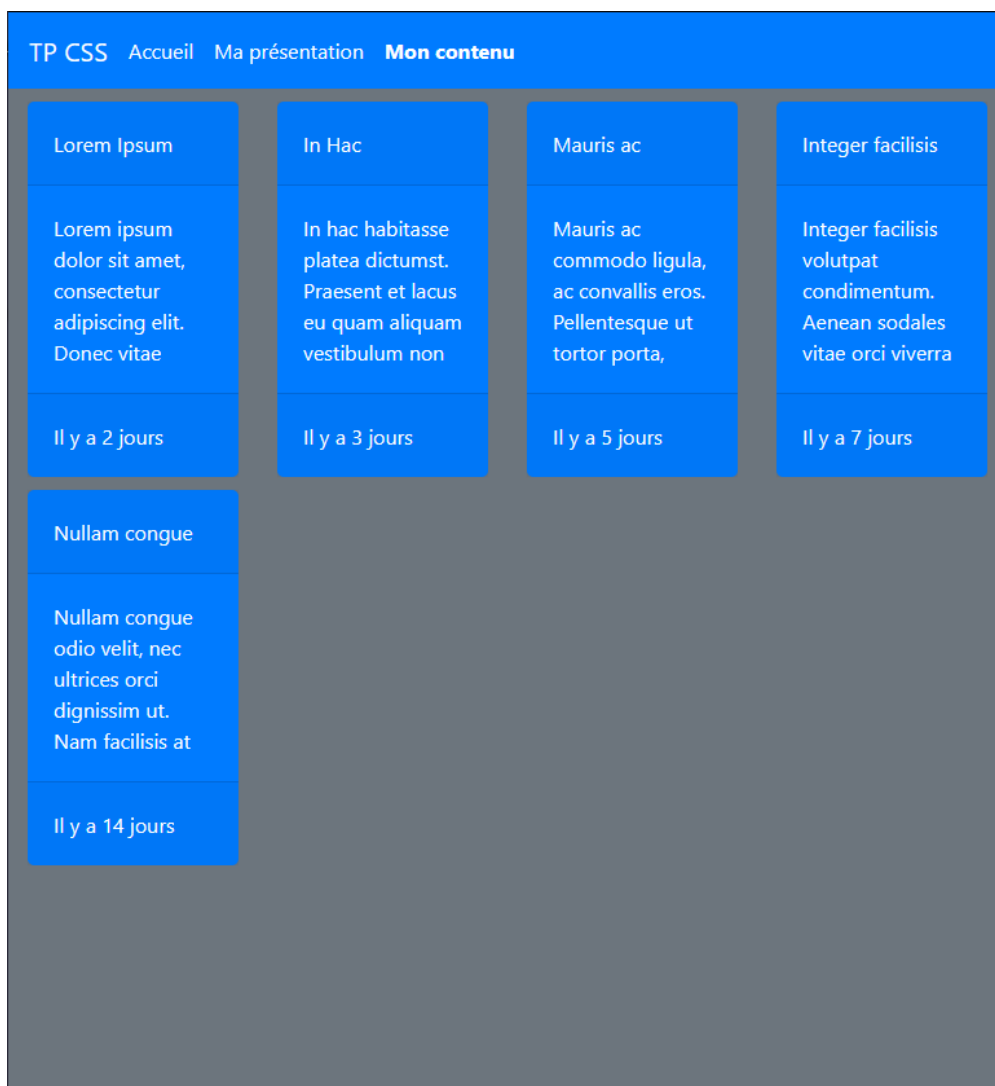 TP CSS Accueil Ma présentation Mon contenu
Lorem Ipsum
Lorem ipsum
dolor sit amet,
consectetur
adipiscing elit.
Donec vitae
Il y a 2 jours
In Hac
In hac habitasse
platea dictumst.
Praesent et lacus
eu quam aliquam
vestibulum non
Il y a 3 jours
Mauris ac
Mauris ac
commodo ligula,
ac convallis eros.
Pellentesque ut
tortor porta,
Il y a 5 jours
Integer facilisis
Integer facilisis
volutpat
condimentum.
Aenean sodales
vitae orci viverra
Il y a 7 jours
Nullam congue
Nullam congue
odio velit, nec
ultrices orci
dignissim ut.
Nam facilisis at
Il y a 14 jours